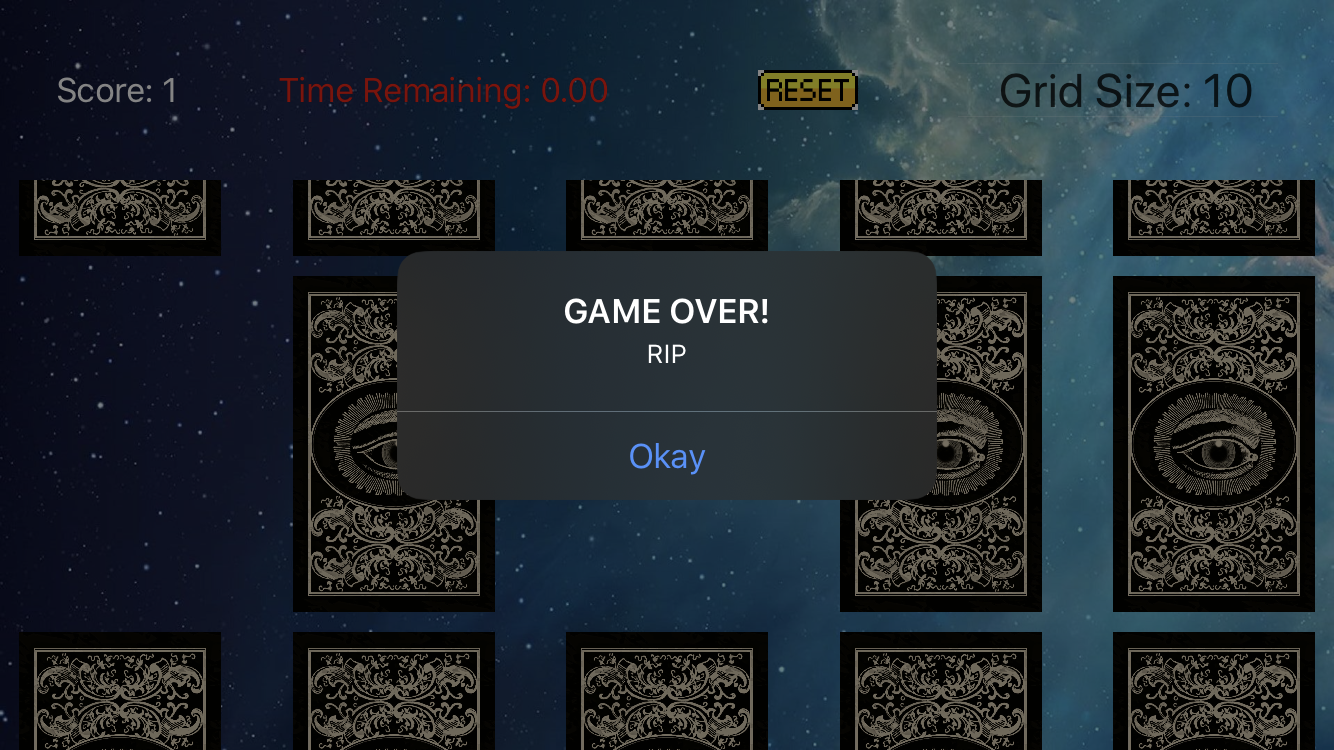 Score: 1
Time Remaining: 0.00
RESET
Grid Size: 10
GAME OVER!
RIP
Okay